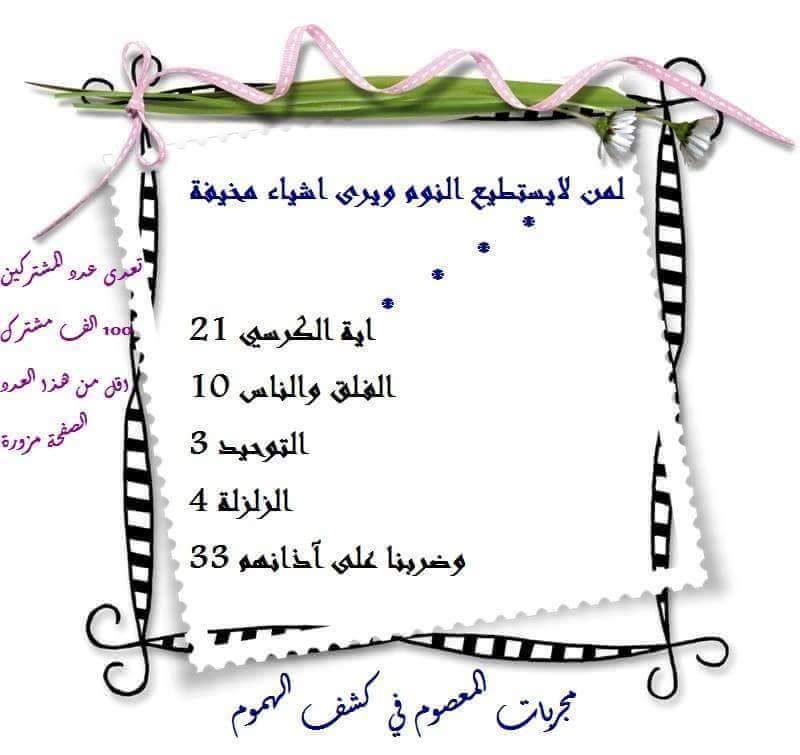 لمن لايستطيع النوم ويرى اشياء مخيفة
اية الكرسي 21
الفلق والناس 10
التوحيد 3
الزلزلة 4
وضربنا على آذانهم 33
تعدى عدد المشتركين
100 الف مشترك
اقل من هذا العدد
الصفحة مزورة
مجربات المعصوم في كشف الهموم